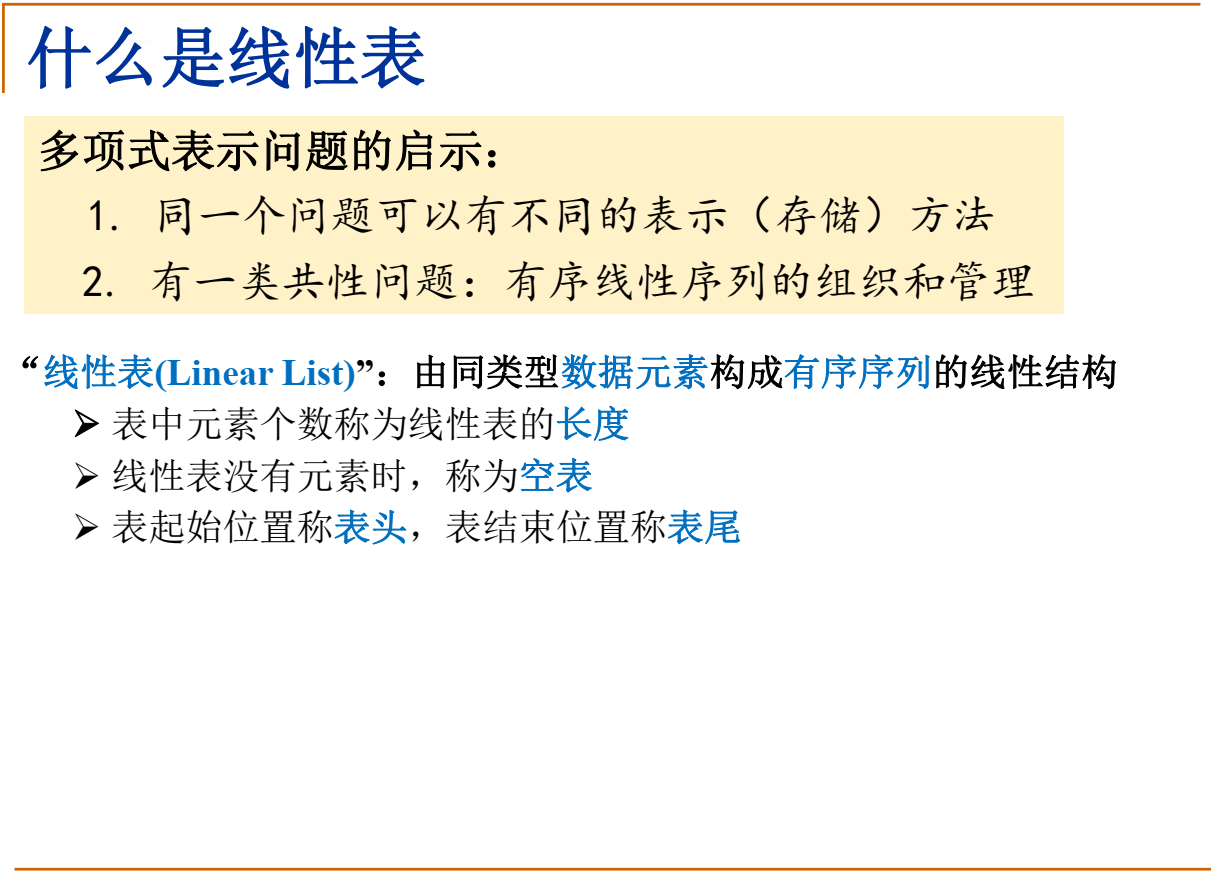 什么是线性表
多项式表示问题的启示：
1. 同一个问题可以有不同的表示（存储）方法
2. 有一类共性问题：有序线性序列的组织和管理
“线性表(Linear List)”：由同类型数据元素构成有序序列的线性结构
➢ 表中元素个数称为线性表的长度
➢ 线性表没有元素时，称为空表
➢ 表起始位置称表头，表结束位置称表尾